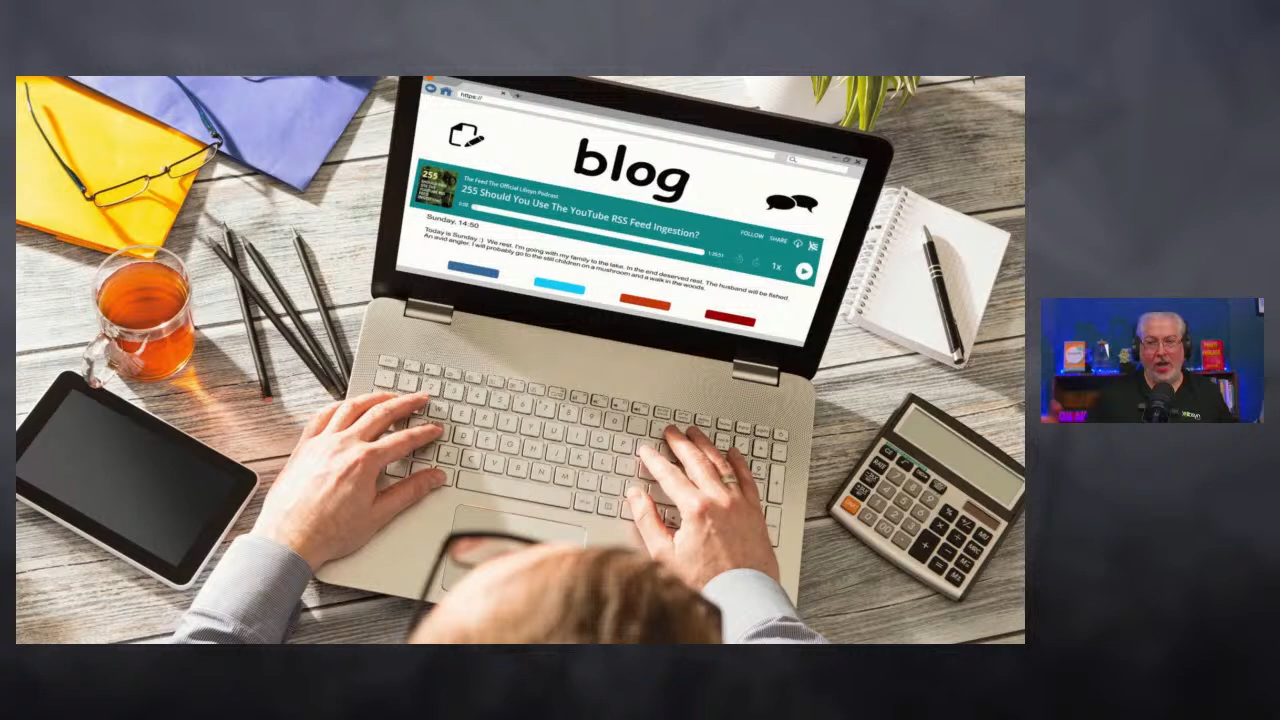 https://
blog
The Feed The Official Libsyn Podcast
255 Should You Use The YouTube RSS Feed Ingestion?
FOLLOW SHARE
1x
Sunday, 14:50
Today is Sunday :) We rest. I'm going with my family to the lake. In the end deserved rest. The husband will be fished.
An avid angler. I will probably go to the still children on a mushroom and a walk in the woods.